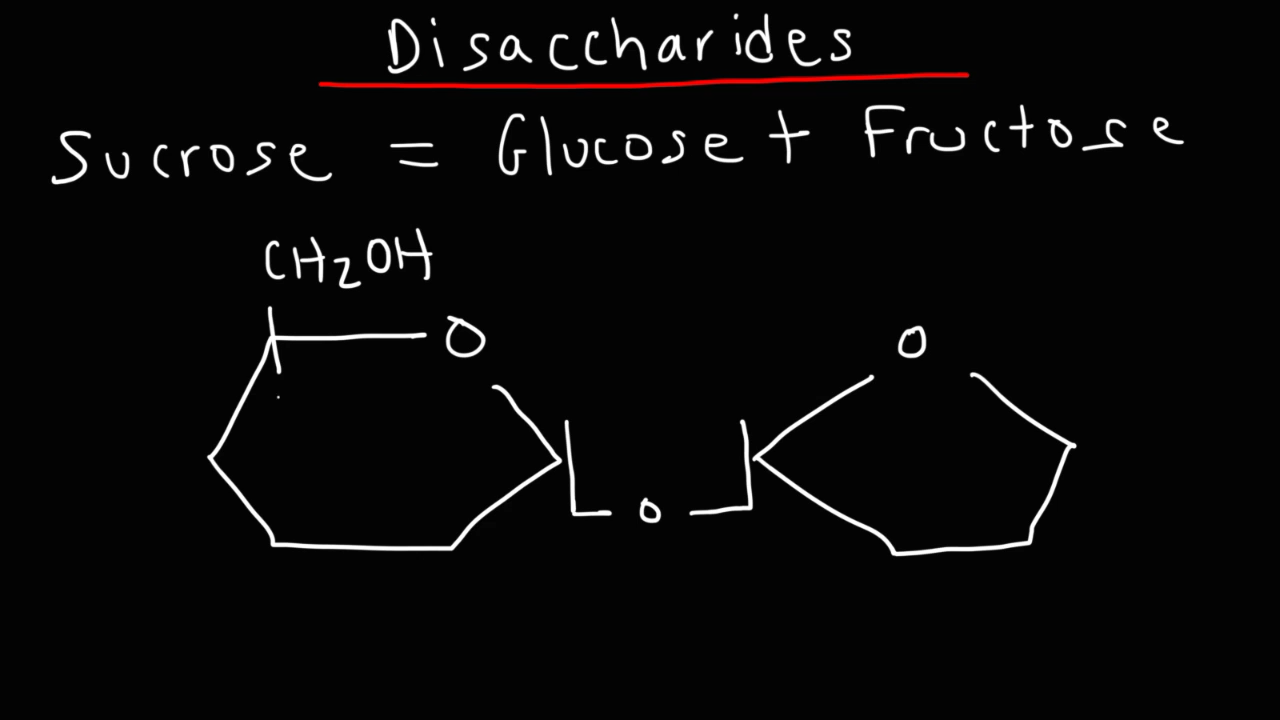 Disaccharides
Sucrose = Glucose + Fructose
CH2OH
O O
O